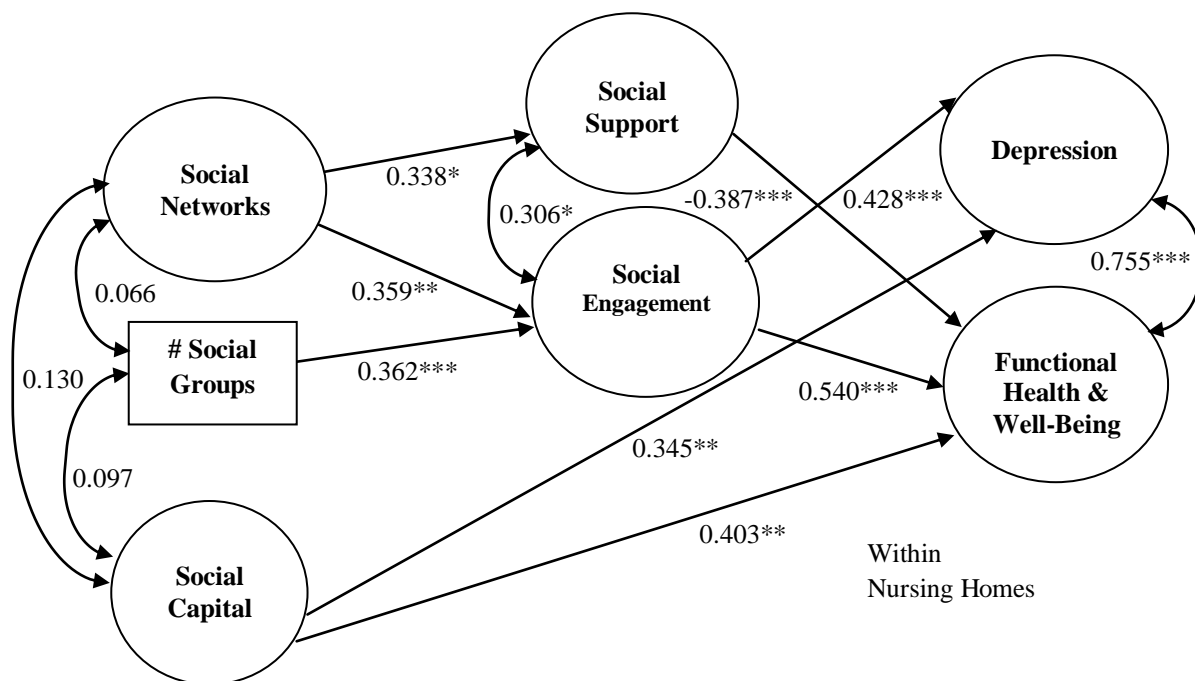 Social
Support
Depression
Social
Networks
0.338*
-0.387***
0.428***
0.306*
Social
Engagement
0.755***
0.359**
0.066
# Social
Groups
0.362***
0.130
Functional
Health &
Well-Being
0.540***
0.345**
0.097
0.403**
Within
Nursing Homes
Social
Capital